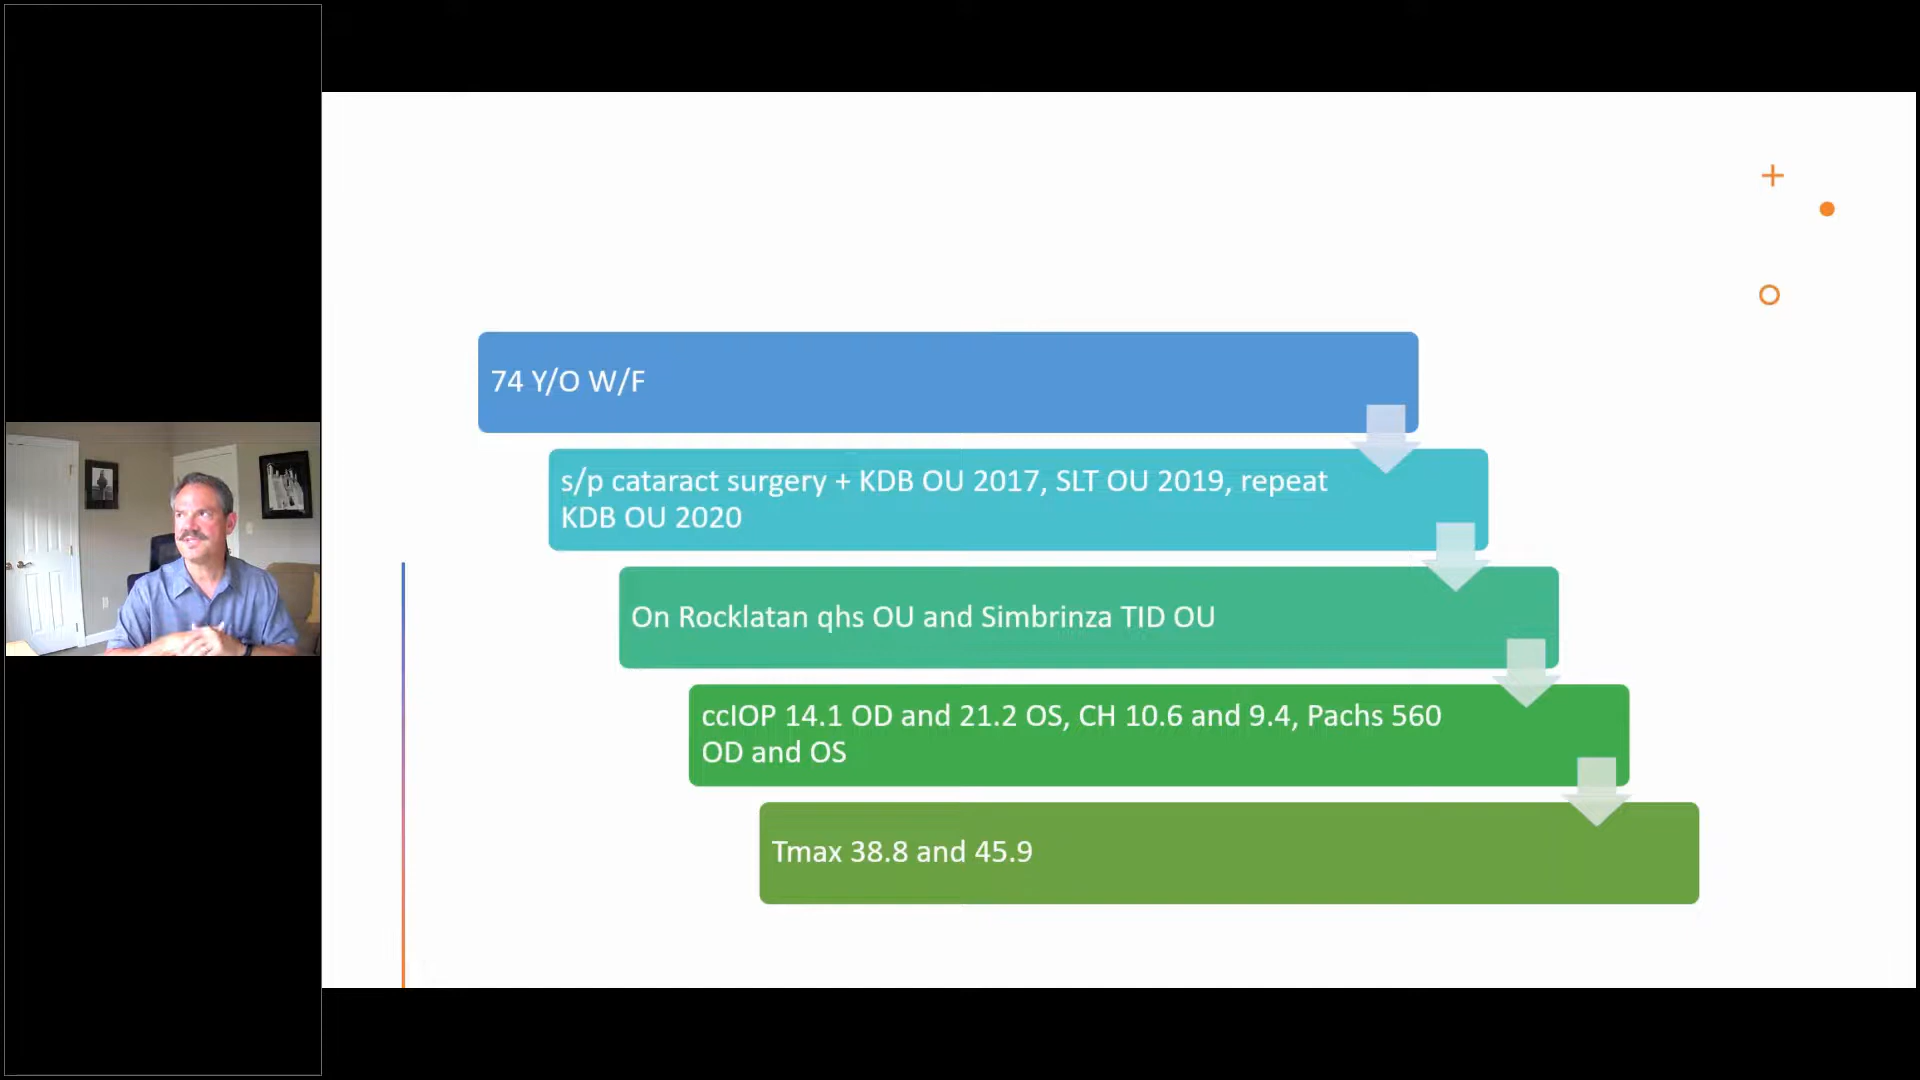 74 Y/O W/F
s/p cataract surgery + KDB OU 2017, SLT OU 2019, repeat
KDB OU 2020
On Rocklatan qhs OU and Simbrinza TID OU
ccIOP 14.1 OD and 21.2 OS, CH 10.6 and 9.4, Pachs 560
OD and OS
Tmax 38.8 and 45.9